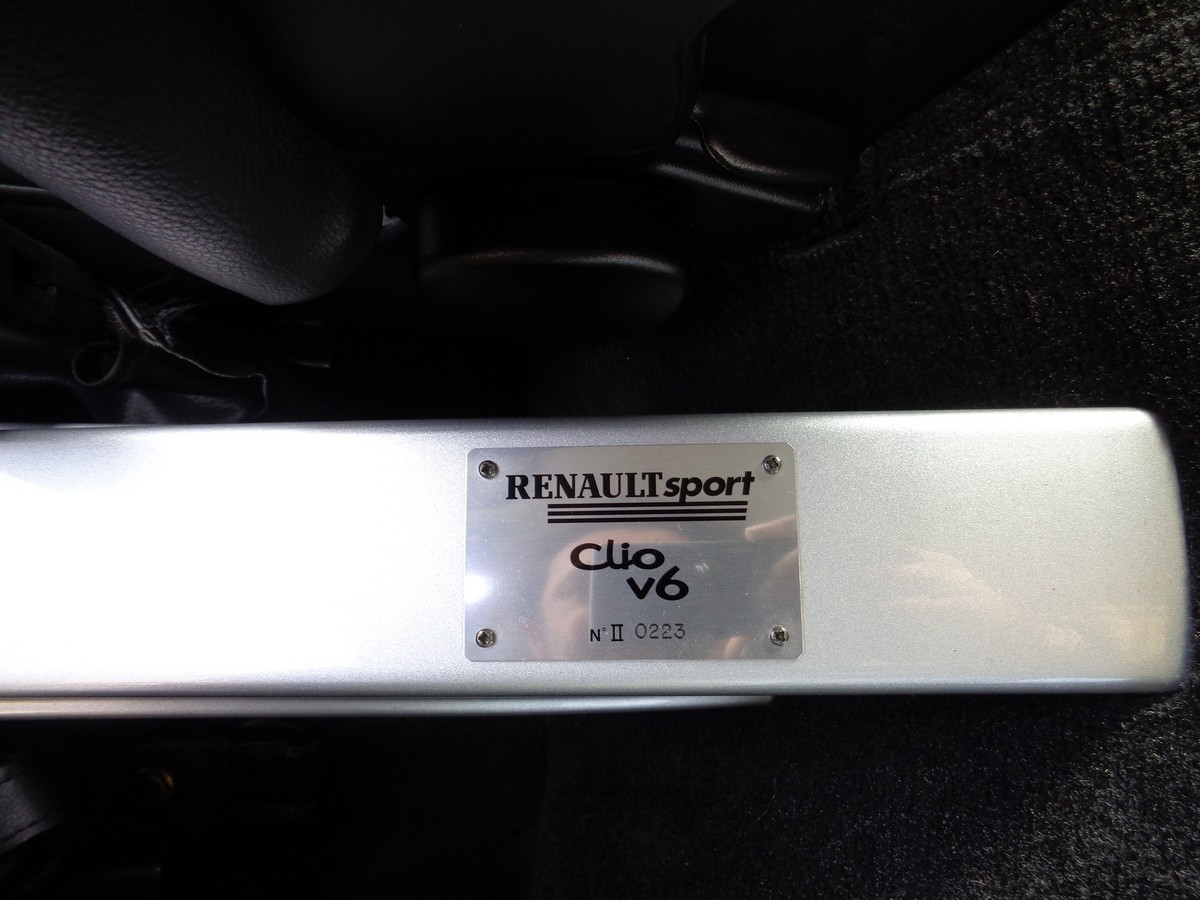 RENAULTsport
Clio
v6
N° II 0223